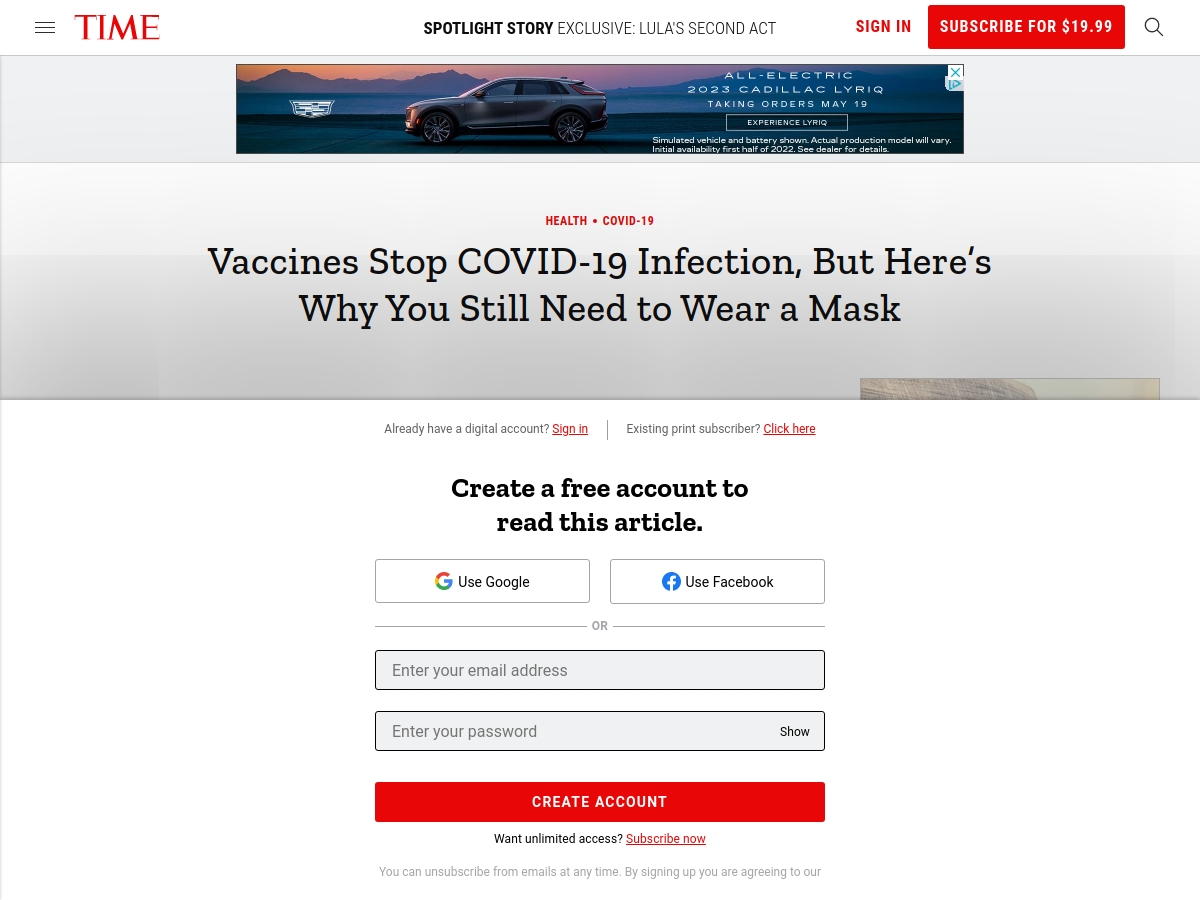 TIME
SPOTLIGHT STORY EXCLUSIVE: LULA'S SECOND ACT
SIGN IN
SUBSCRIBE FOR $19.99
ALL-ELECTRIC
2023 CADILLAC LYRIQ
TAKING ORDERS MAY 19
EXPERIENCE LYRIQ
Simulated vehicle and battery shown. Actual production model will vary.
Initial availability first half of 2022. See dealer for details.
HEALTH • COVID-19
Vaccines Stop COVID-19 Infection, But Here’s
Why You Still Need to Wear a Mask
Already have a digital account? Sign in
Existing print subscriber? Click here
Create a free account to
read this article.
Use Google
Use Facebook
OR
Enter your email address
Enter your password
Show
CREATE ACCOUNT
Want unlimited access? Subscribe now
You can unsubscribe from emails at any time. By signing up you are agreeing to our